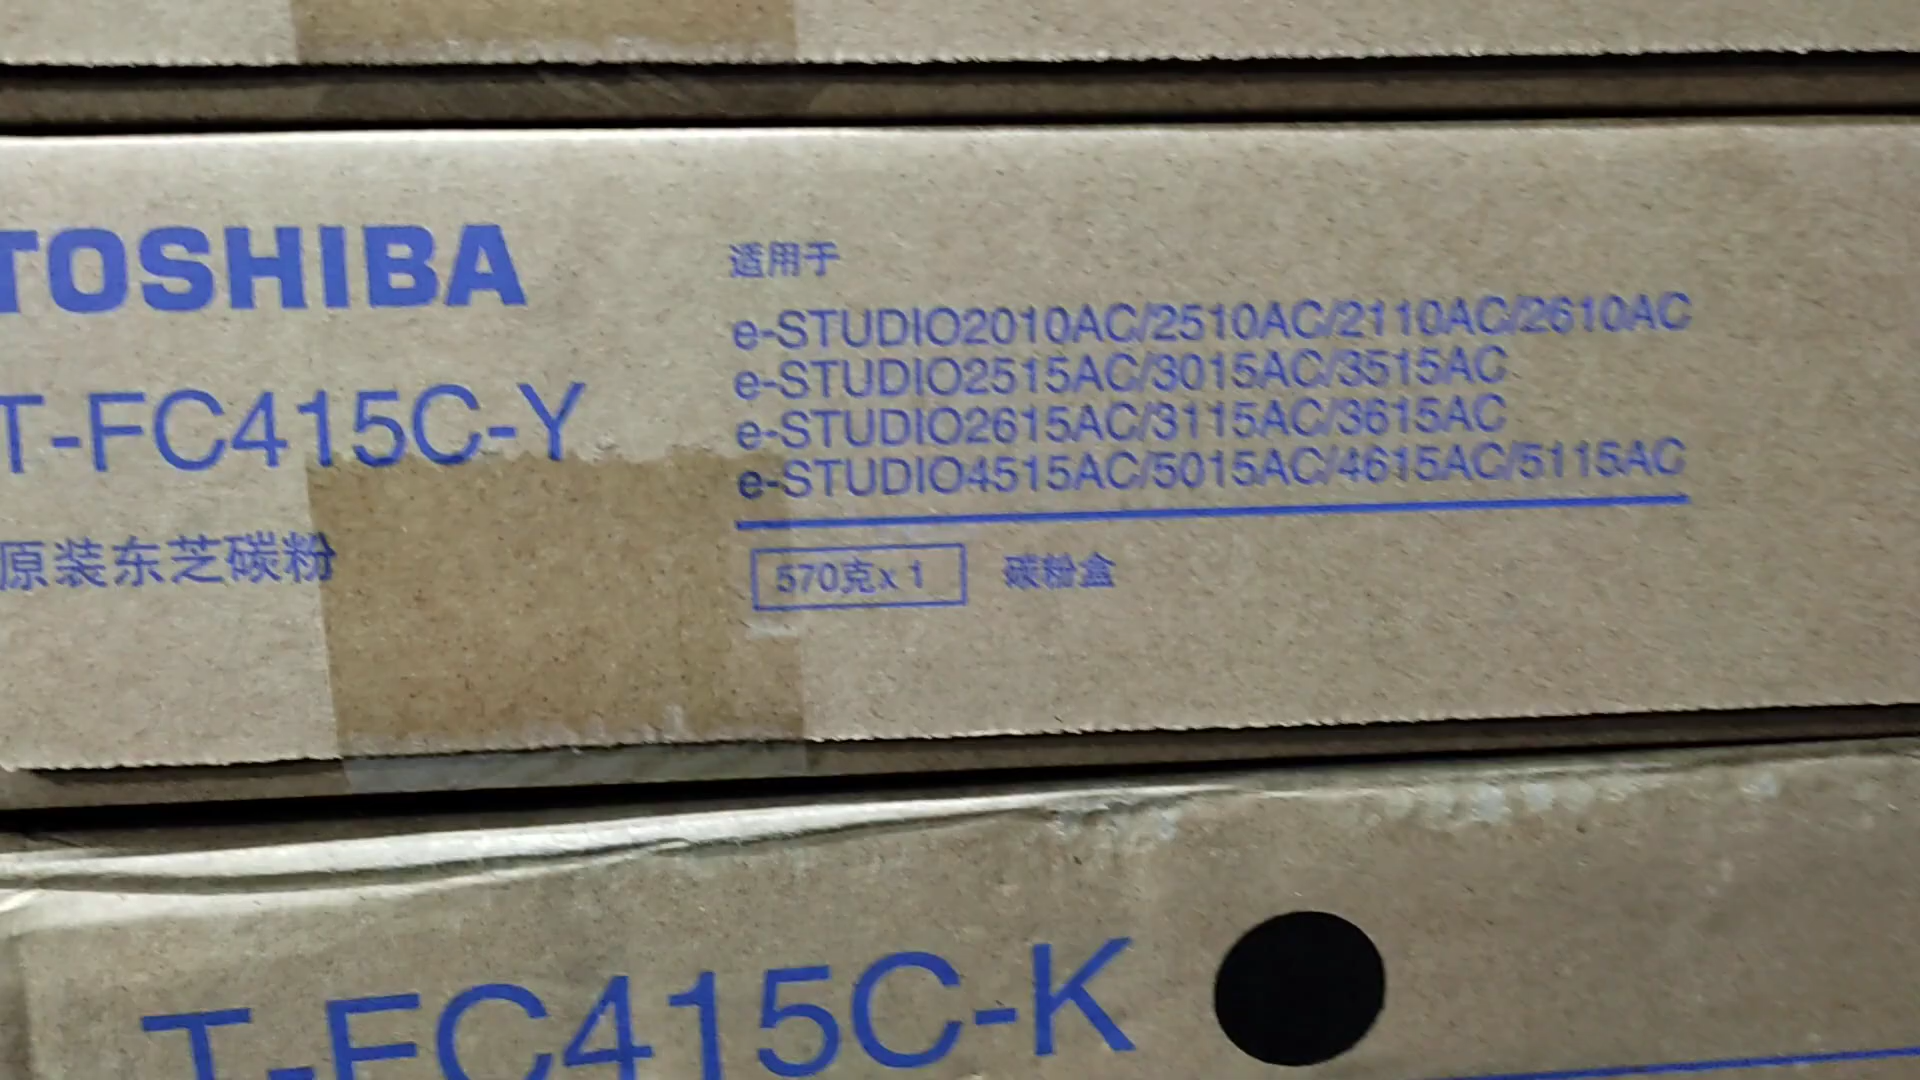 TOSHIBA
T-FC415C-Y
原装东芝碳粉
适用于
e-STUDIO2010AC/2510AC/2110AC/2610AC
e-STUDIO2515AC/3015AC/3515AC
e-STUDIO2615AC/3115AC/3615AC
e-STUDIO4515AC/5015AC/4615AC/5115AC
570克x 1 碳粉盒
T-FC415C-K